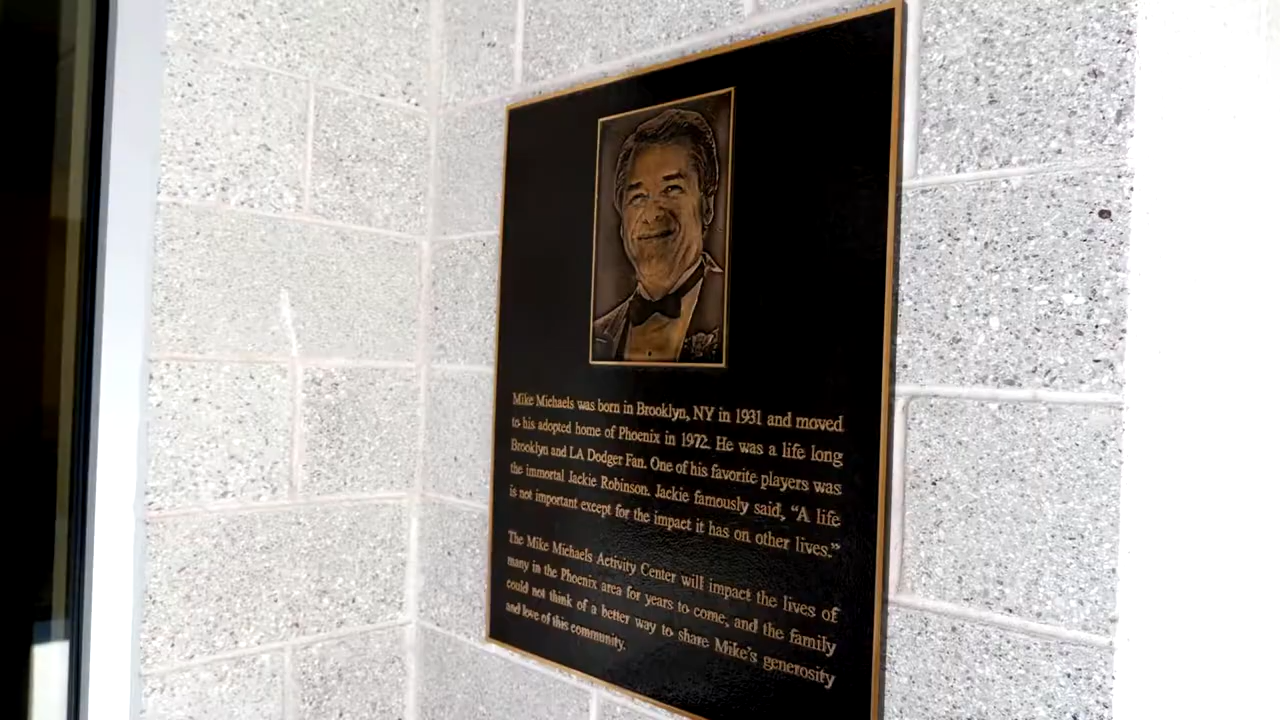 Mike Michaels was born in Brooklyn, NY in 1931 and moved
to his adopted home of Phoenix in 1972. He was a life long
Brooklyn and LA Dodger Fan. One of his favorite players was
the immortal Jackie Robinson. Jackie famously said, “A life
is not important except for the impact it has on other lives.”
The Mike Michaels Activity Center will impact the lives of
many in the Phoenix area for years to come, and the family
could not think of a better way to share Mike's generosity
and love of this community.